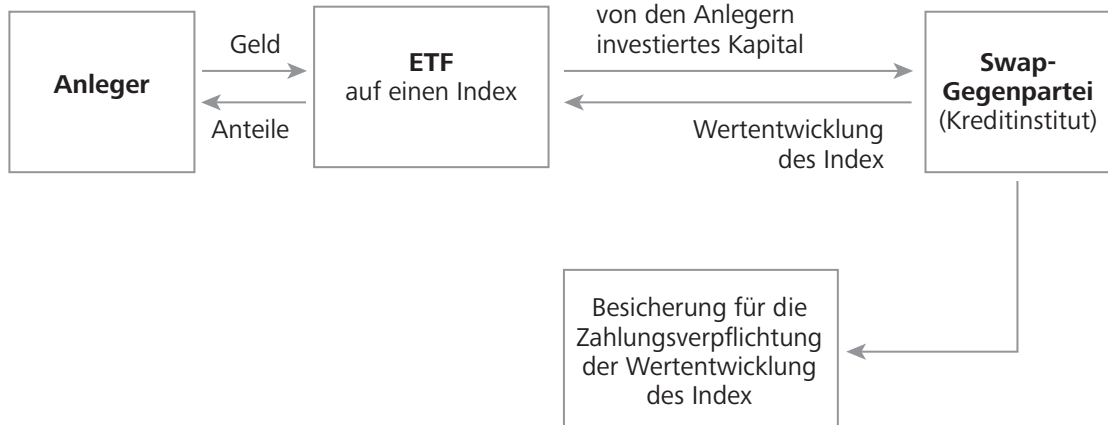 Anleger
Geld
Anteile
ETF
auf einen Index
von den Anlegern
investiertes Kapital
Wertentwicklung
des Index
Swap-
Gegenpartei
(Kreditinstitut)
Besicherung für die
Zahlungsverpflichtung
der Wertentwicklung
des Index